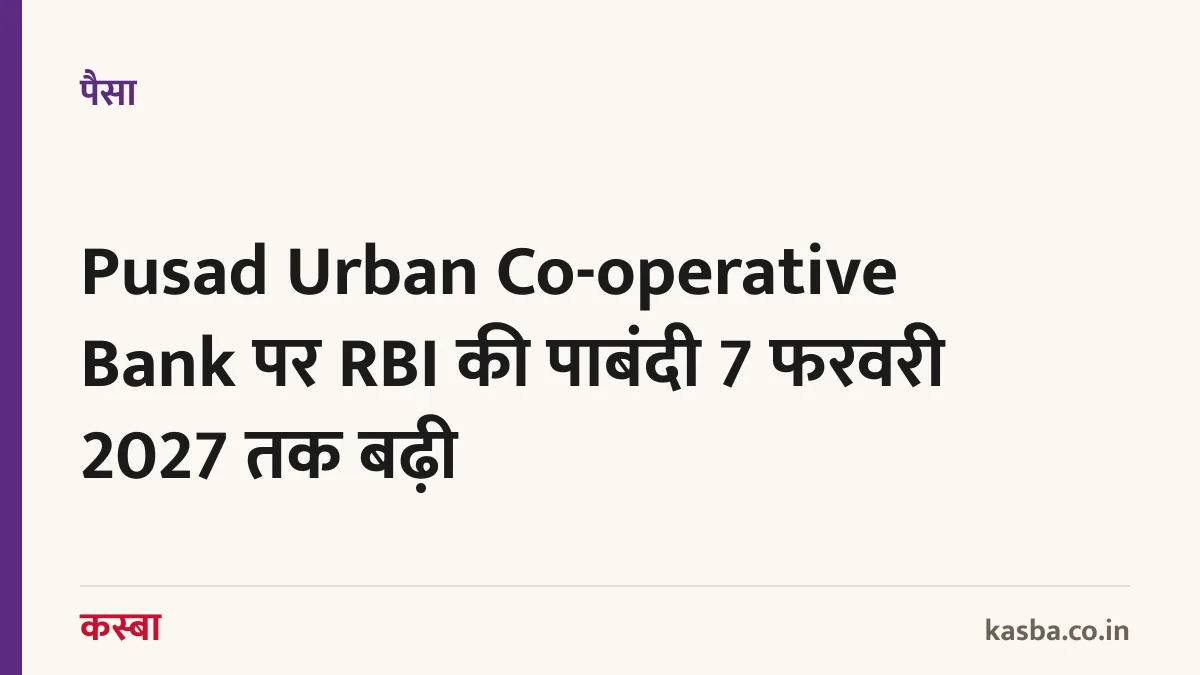 पैसा
Pusad Urban Co-operative
Bank पर RBI की पाबंदी 7 फरवरी
2027 तक बढ़ी
कस्बा
kasba.co.in